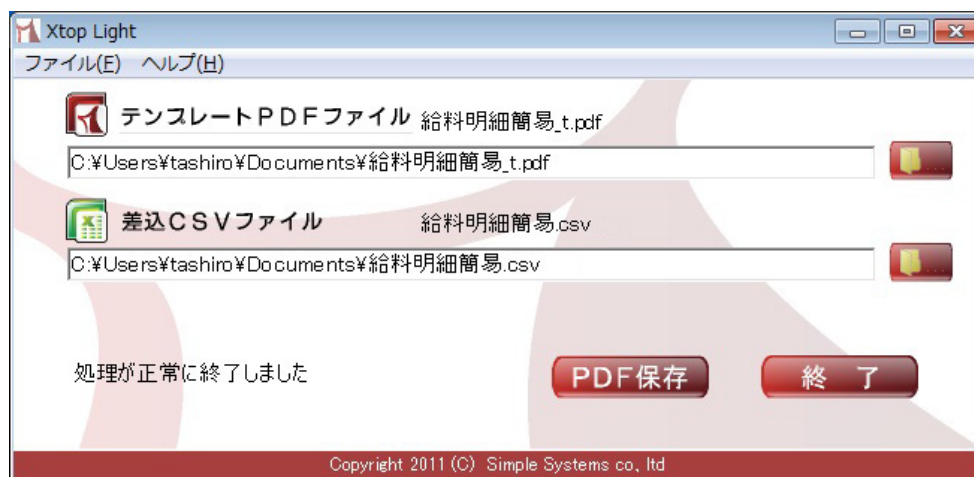 Xtop Light
ファイル(F) ヘルプ(H)
テンプレートPDFファイル 給料明細簡易_t.pdf
C:¥Users¥tashiro¥Documents¥給料明細簡易_t.pdf
差込CSVファイル 給料明細簡易.csv
C:¥Users¥tashiro¥Documents¥給料明細簡易.csv
処理が正常に終了しました
PDF保存 終 了
Copyright 2011 (C) Simple Systems co, ltd